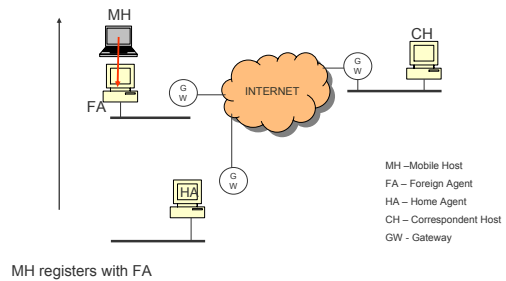 MH
CH
FA
G
W
INTERNET
G
W
G
W
HA
MH –Mobile Host
FA – Foreign Agent
HA – Home Agent
CH – Correspondent Host
GW - Gateway
MH registers with FA